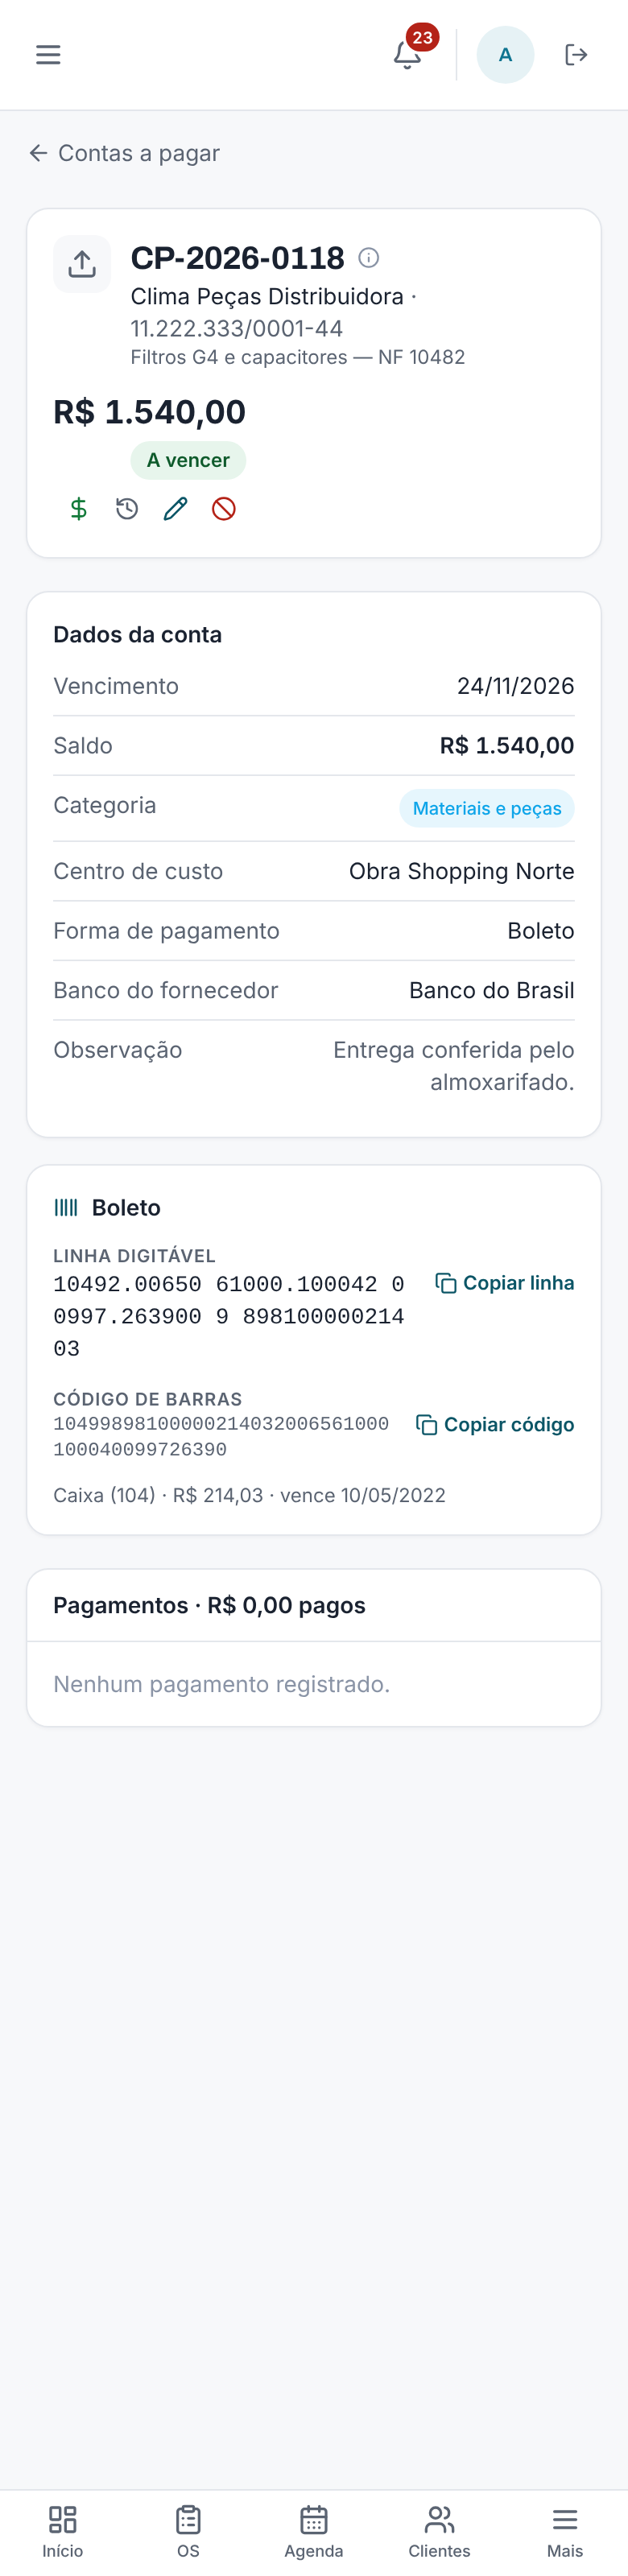 23
A
Contas a pagar
CP-2026-0118
Clima Peças Distribuidora ·
11.222.333/0001-44
Filtros G4 e capacitores — NF 10482
R$ 1.540,00
A vencer
Dados da conta
Vencimento 24/11/2026
Saldo R$ 1.540,00
Categoria Materiais e peças
Centro de custo Obra Shopping Norte
Forma de pagamento Boleto
Banco do fornecedor Banco do Brasil
Observação Entrega conferida pelo
almoxarifado.
Boleto
LINHA DIGITÁVEL
10492.00650 61000.100042 0 Copiar linha
0997.263900 9 898100000214
03
CÓDIGO DE BARRAS
10499898100000214032006561000 Copiar código
100040099726390
Caixa (104) · R$ 214,03 · vence 10/05/2022
Pagamentos · R$ 0,00 pagos
Nenhum pagamento registrado.
Início OS Agenda Clientes Mais